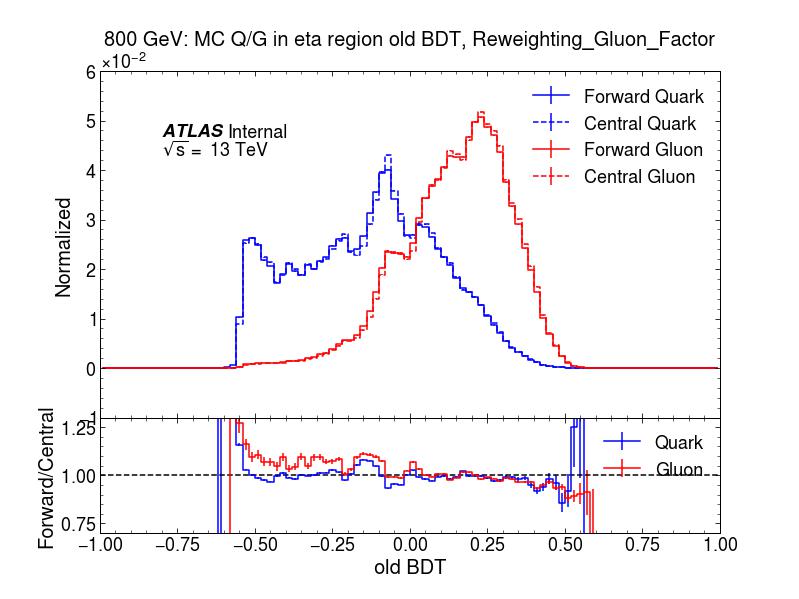 800 GeV: MC Q/G in eta region old BDT, Reweighting_Gluon_Factor
×10⁻²
6
5
4
3
2
1
0
−1
Normalized
ATLAS Internal
√s = 13 TeV
Forward Quark
Central Quark
Forward Gluon
Central Gluon
Forward/Central
1.25
1.00
0.75
Quark
Gluon
−1.00 −0.75 −0.50 −0.25 0.00 0.25 0.50 0.75 1.00
old BDT